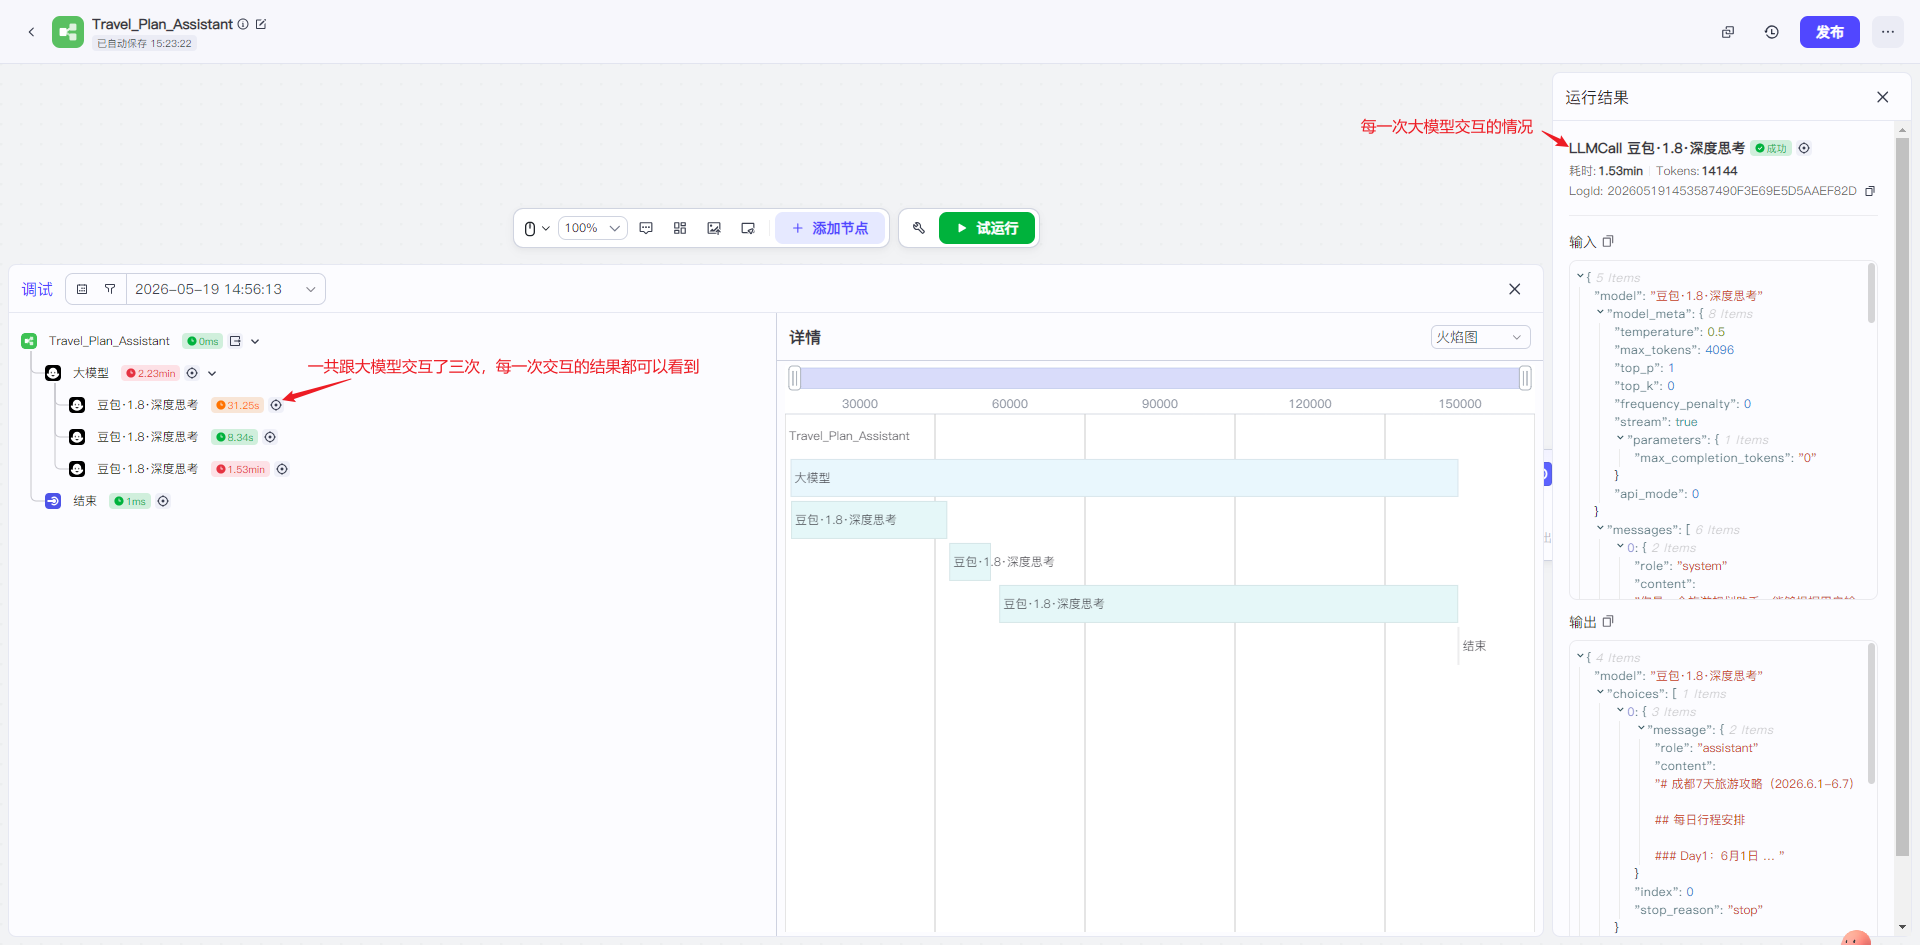 Travel_Plan_Assistant
已自动保存 15:23:22
发布
每一次大模型交互的情况
100%
添加节点
试运行
调试
2026-05-19 14:56:13
Travel_Plan_Assistant 0ms
大模型 2.23min
一共跟大模型交互了三次，每一次交互的结果都可以看到
豆包·1.8·深度思考 31.25s
豆包·1.8·深度思考 8.34s
豆包·1.8·深度思考 1.53min
结束 1ms
详情
火焰图
30000 60000 90000 120000 150000
Travel_Plan_Assistant
大模型
豆包·1.8·深度思考
豆包·1.8·深度思考
豆包·1.8·深度思考
结束
出
运行结果
LLMCall 豆包·1.8·深度思考 成功
耗时: 1.53min Tokens: 14144
LogId: 202605191453587490F3E69E5D5AAEF82D
输入
{ 5 Items
"model": "豆包·1.8·深度思考"
"model_meta": { 8 Items
"temperature": 0.5
"max_tokens": 4096
"top_p": 1
"top_k": 0
"frequency_penalty": 0
"stream": true
"parameters": { 1 Items
"max_completion_tokens": "0"
}
"api_mode": 0
}
"messages": [ 6 Items
0: { 2 Items
"role": "system"
"content":
输出
{ 4 Items
"model": "豆包·1.8·深度思考"
"choices": [ 1 Items
0: { 3 Items
"message": { 2 Items
"role": "assistant"
"content":
"# 成都7天旅游攻略（2026.6.1-6.7）
## 每日行程安排
### Day1：6月1日 ... "
}
"index": 0
"stop_reason": "stop"
}